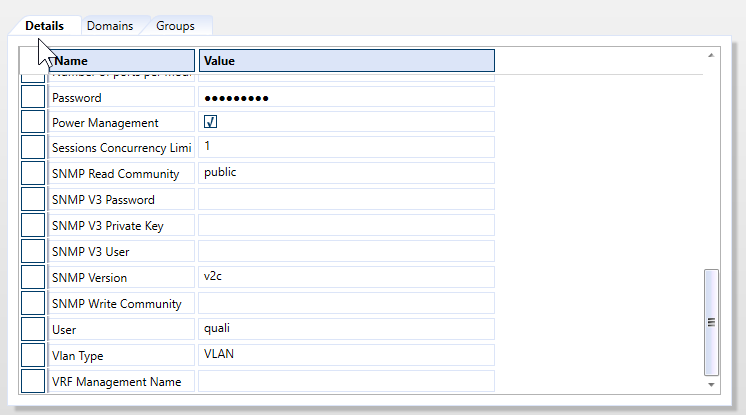 Details Domains Groups
Name Value
Password ●●●●●●●●●
Power Management
Sessions Concurrency Limi 1
SNMP Read Community public
SNMP V3 Password
SNMP V3 Private Key
SNMP V3 User
SNMP Version v2c
SNMP Write Community
User quali
Vlan Type VLAN
VRF Management Name